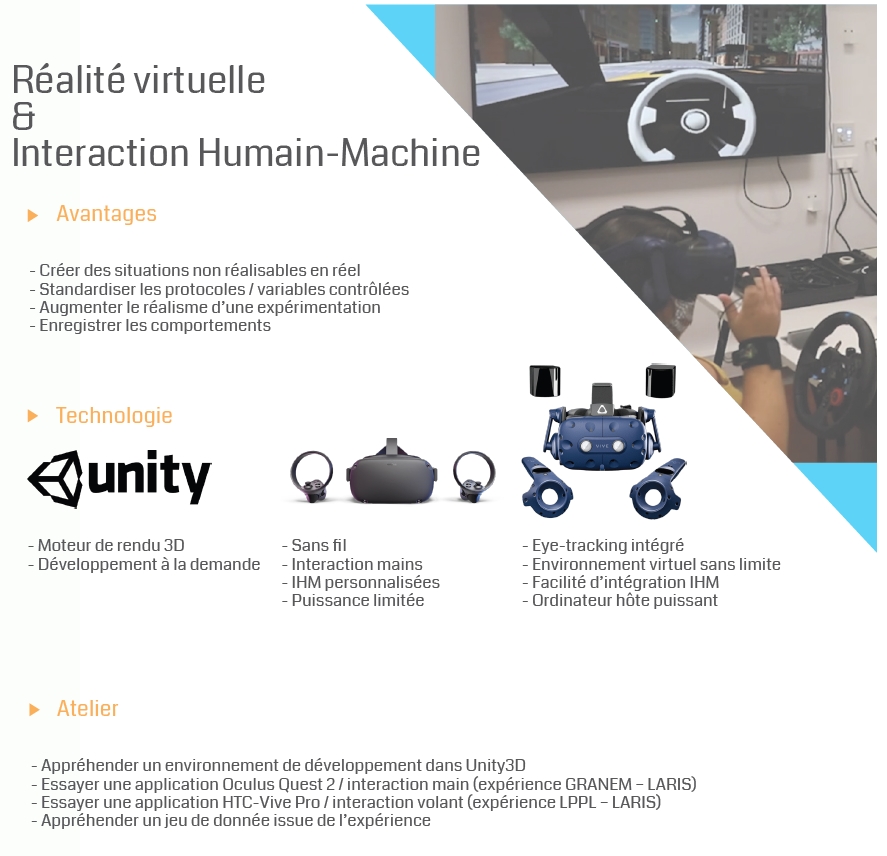 Réalité virtuelle
&
Interaction Humain-Machine
Avantages
- Créer des situations non réalisables en réel
- Standardiser les protocoles / variables contrôlées
- Augmenter le réalisme d’une expérimentation
- Enregistrer les comportements
Technologie
unity
VIVE
- Moteur de rendu 3D
- Développement à la demande
- Sans fil
- Interaction mains
- IHM personnalisées
- Puissance limitée
- Eye-tracking intégré
- Environnement virtuel sans limite
- Facilité d’intégration IHM
- Ordinateur hôte puissant
Atelier
- Appréhender un environnement de développement dans Unity3D
- Essayer une application Oculus Quest 2 / interaction main (expérience GRANEM – LARIS)
- Essayer une application HTC-Vive Pro / interaction volant (expérience LPPL – LARIS)
- Appréhender un jeu de donnée issue de l’expérience